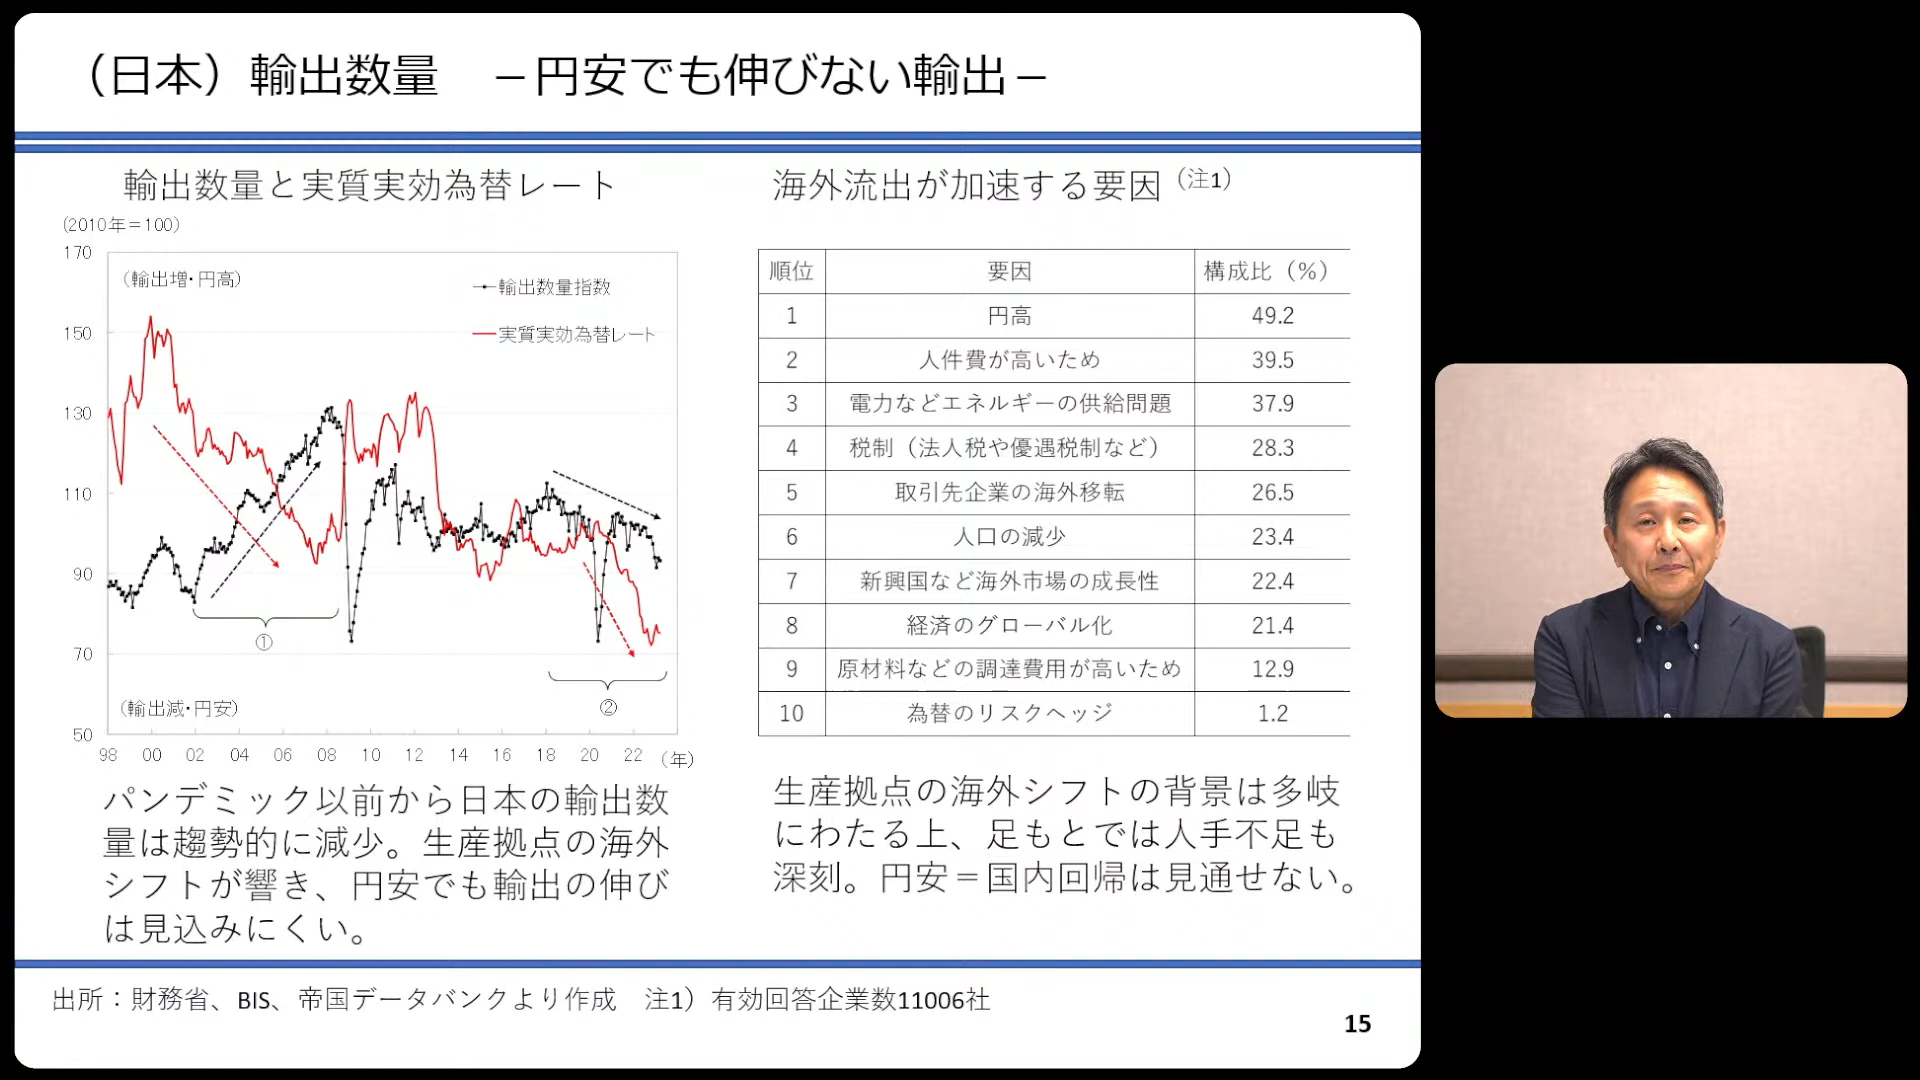 （日本）輸出数量　－円安でも伸びない輸出－
輸出数量と実質実効為替レート
(2010年＝100)
170
150
130
110
90
70
50
（輸出増・円高）
輸出数量指数
実質実効為替レート
①
②
（輸出減・円安）
98 00 02 04 06 08 10 12 14 16 18 20 22 （年）
パンデミック以前から日本の輸出数
量は趨勢的に減少。生産拠点の海外
シフトが響き、円安でも輸出の伸び
は見込みにくい。
海外流出が加速する要因（注1）
順位 要因 構成比（％）
1 円高 49.2
2 人件費が高いため 39.5
3 電力などエネルギーの供給問題 37.9
4 税制（法人税や優遇税制など） 28.3
5 取引先企業の海外移転 26.5
6 人口の減少 23.4
7 新興国など海外市場の成長性 22.4
8 経済のグローバル化 21.4
9 原材料などの調達費用が高いため 12.9
10 為替のリスクヘッジ 1.2
生産拠点の海外シフトの背景は多岐
にわたる上、足もとでは人手不足も
深刻。円安＝国内回帰は見通せない。
出所：財務省、BIS、帝国データバンクより作成　注1）有効回答企業数11006社
15